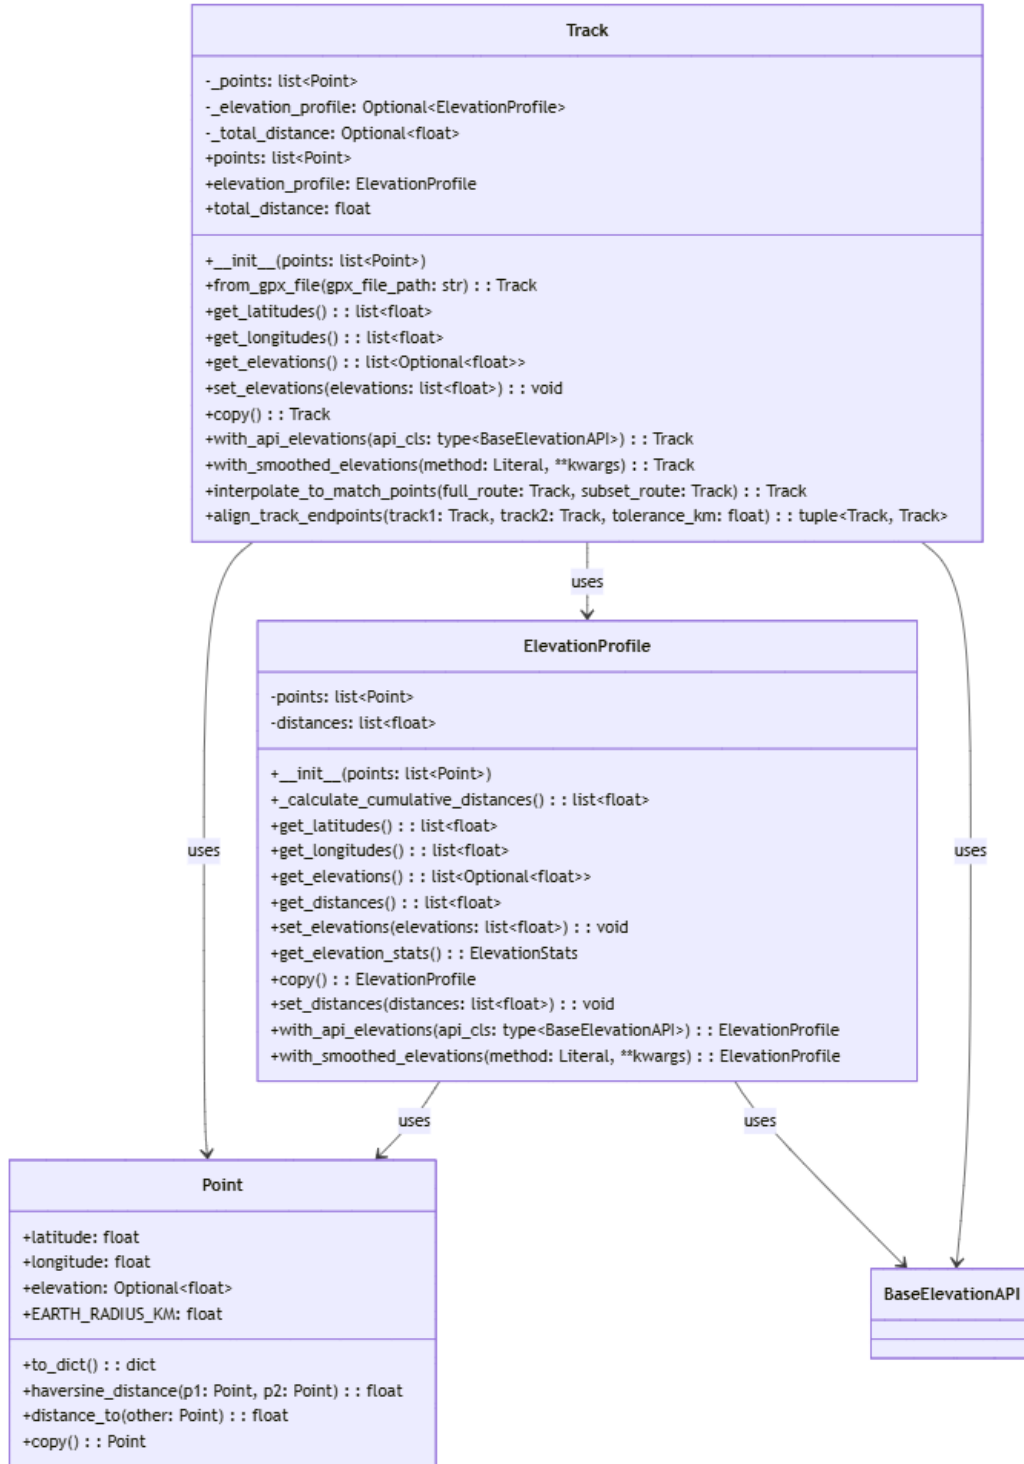 Track
-_points: list<Point>
-_elevation_profile: Optional<ElevationProfile>
-_total_distance: Optional<float>
+points: list<Point>
+elevation_profile: ElevationProfile
+total_distance: float
+__init__(points: list<Point>)
+from_gpx_file(gpx_file_path: str) : : Track
+get_latitudes() : : list<float>
+get_longitudes() : : list<float>
+get_elevations() : : list<Optional<float>>
+set_elevations(elevations: list<float>) : : void
+copy() : : Track
+with_api_elevations(api_cls: type<BaseElevationAPI>) : : Track
+with_smoothed_elevations(method: Literal, **kwargs) : : Track
+interpolate_to_match_points(full_route: Track, subset_route: Track) : : Track
+align_track_endpoints(track1: Track, track2: Track, tolerance_km: float) : : tuple<Track, Track>
uses
ElevationProfile
-points: list<Point>
-distances: list<float>
+__init__(points: list<Point>)
+_calculate_cumulative_distances() : : list<float>
+get_latitudes() : : list<float>
+get_longitudes() : : list<float>
+get_elevations() : : list<Optional<float>>
+get_distances() : : list<float>
+set_elevations(elevations: list<float>) : : void
+get_elevation_stats() : : ElevationStats
+copy() : : ElevationProfile
+set_distances(distances: list<float>) : : void
+with_api_elevations(api_cls: type<BaseElevationAPI>) : : ElevationProfile
+with_smoothed_elevations(method: Literal, **kwargs) : : ElevationProfile
uses
uses
uses
uses
Point
+latitude: float
+longitude: float
+elevation: Optional<float>
+EARTH_RADIUS_KM: float
+to_dict() : : dict
+haversine_distance(p1: Point, p2: Point) : : float
+distance_to(other: Point) : : float
+copy() : : Point
BaseElevationAPI